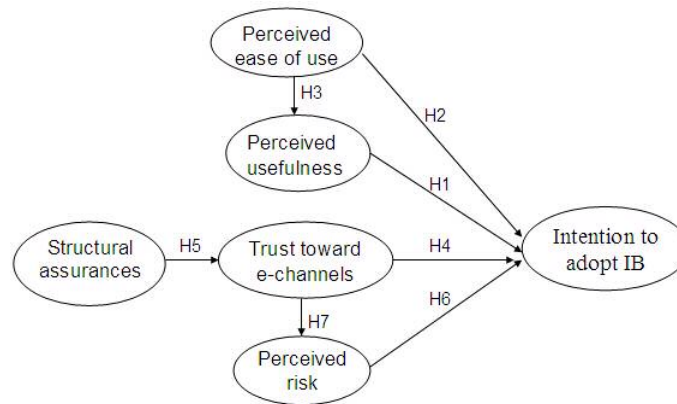 Perceived
ease of use
H3
H2
Perceived
usefulness
H1
Structural
assurances
H5
Trust toward
e-channels
H4
Intention to
adopt IB
H7
H6
Perceived
risk